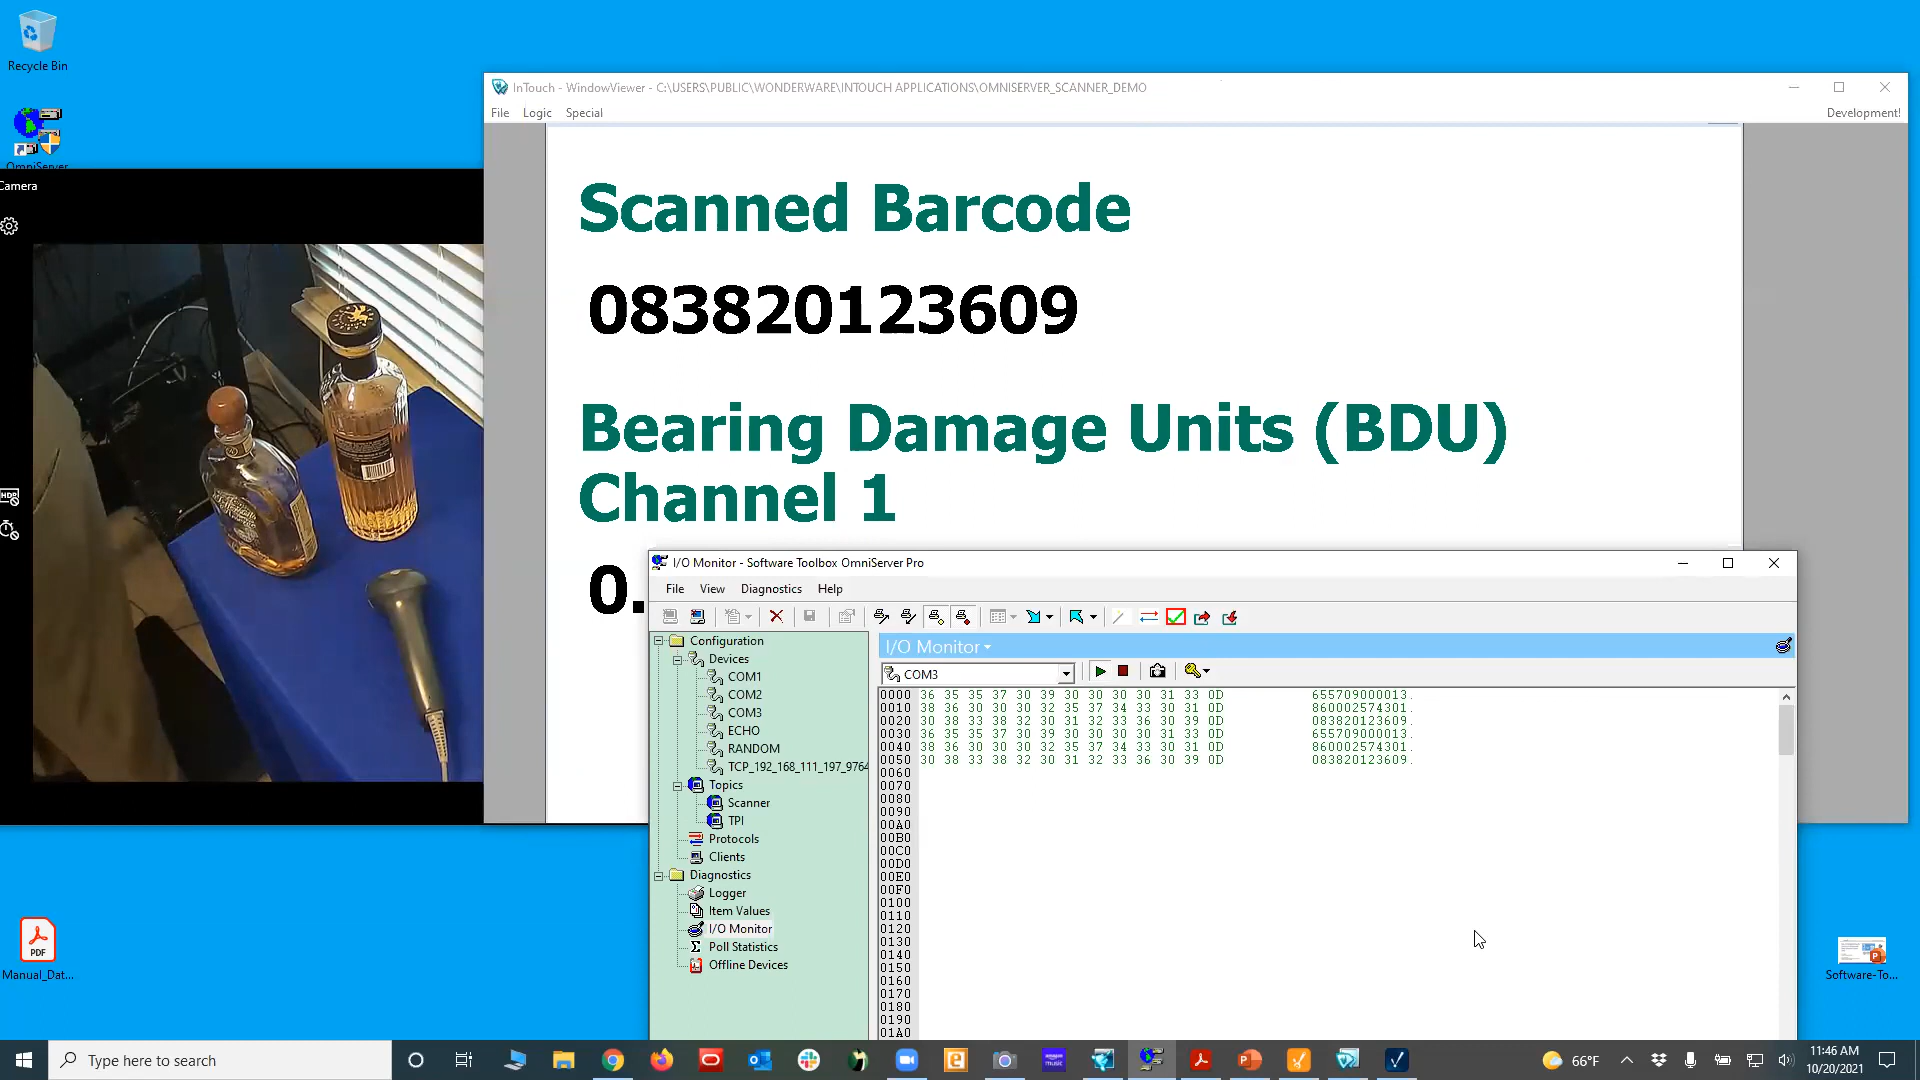 Recycle Bin
OmniServer
Camera
InTouch - WindowViewer - C:\USERS\PUBLIC\WONDERWARE\INTOUCH APPLICATIONS\OMNISERVER_SCANNER_DEMO
File Logic Special
Development!
Scanned Barcode
083820123609
Bearing Damage Units (BDU)
Channel 1
0.
I/O Monitor - Software Toolbox OmniServer Pro
File View Diagnostics Help
Configuration
Devices
COM1
COM2
COM3
ECHO
RANDOM
TCP_192_168_111_197_9764
Topics
Scanner
TPI
Protocols
Clients
Diagnostics
Logger
Item Values
I/O Monitor
Poll Statistics
Offline Devices
I/O Monitor
COM3
0000 36 35 35 37 30 39 30 30 30 30 31 33 0D 655709000013.
0010 38 36 30 30 30 32 35 37 34 33 30 31 0D 860002574301.
0020 30 38 33 38 32 30 31 32 33 36 30 39 0D 083820123609.
0030 36 35 35 37 30 39 30 30 30 30 31 33 0D 655709000013.
0040 38 36 30 30 30 32 35 37 34 33 30 31 0D 860002574301.
0050 30 38 33 38 32 30 31 32 33 36 30 39 0D 083820123609.
0060
0070
0080
0090
00A0
00B0
00C0
00D0
00E0
00F0
0100
0110
0120
0130
0140
0150
0160
0170
0180
0190
01A0
PDF
Manual_Dat...
Software-To...
Type here to search
66°F
11:46 AM
10/20/2021